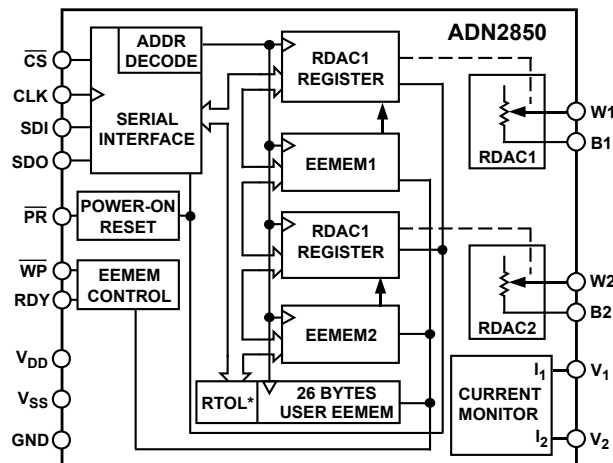 ADN2850
CS
CLK
SDI
SDO
PR
WP
RDY
VDD
VSS
GND
ADDR
DECODE
SERIAL
INTERFACE
POWER-ON
RESET
EEMEM
CONTROL
RDAC1
REGISTER
EEMEM1
RDAC1
REGISTER
EEMEM2
RTOL*
26 BYTES
USER EEMEM
RDAC1
RDAC2
CURRENT
MONITOR
I1
I2
W1
B1
W2
B2
V1
V2